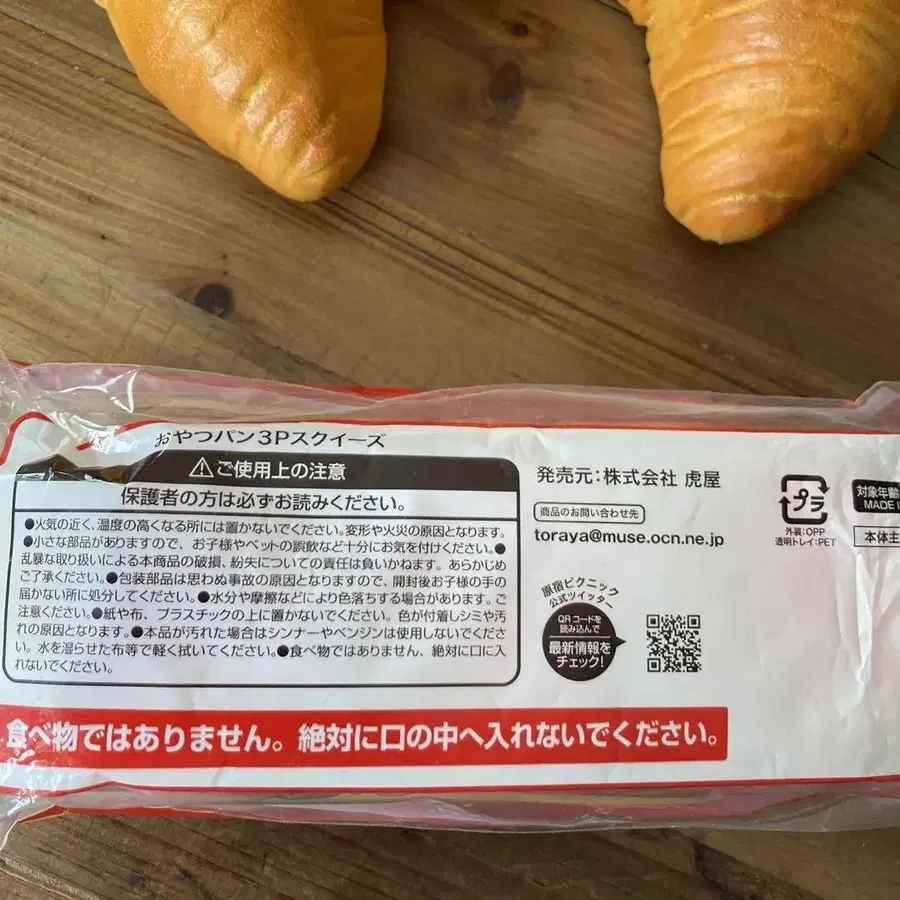 おやつパン3Pスクイーズ
⚠ご使用上の注意
保護者の方は必ずお読みください。
●火気の近く、温度の高くなる所には置かないでください。変形や火災の原因となります。
●小さな部品がありますので、お子様やペットの誤飲など十分にお気を付けください。●
乱暴な取り扱いによる本商品の破損、紛失についての責任は負いかねます。あらかじめ
ご了承ください。●包装部品は思わぬ事故の原因となりますので、開封後お子様の手の
届かない所に処分してください。●水分や摩擦などにより色落ちする場合があります。ご
注意ください。●紙や布、プラスチックの上に置かないでください。色が付着しシミや汚
れの原因となります。●本品が汚れた場合はシンナーやベンジンは使用しないでくださ
い。水を湿らせた布等で軽く拭いてください。●食べ物ではありません、絶対に口に入
れないでください。
発売元：株式会社 虎屋
商品のお問い合わせ先
toraya@muse.ocn.ne.jp
原宿ピクニック
公式ツイッター
QRコードを
読み込んで
最新情報を
チェック!
プラ
外装：OPP
透明トレイ：PET
対象年齢
MADE I
本体主
食べ物ではありません。絶対に口の中へ入れないでください。